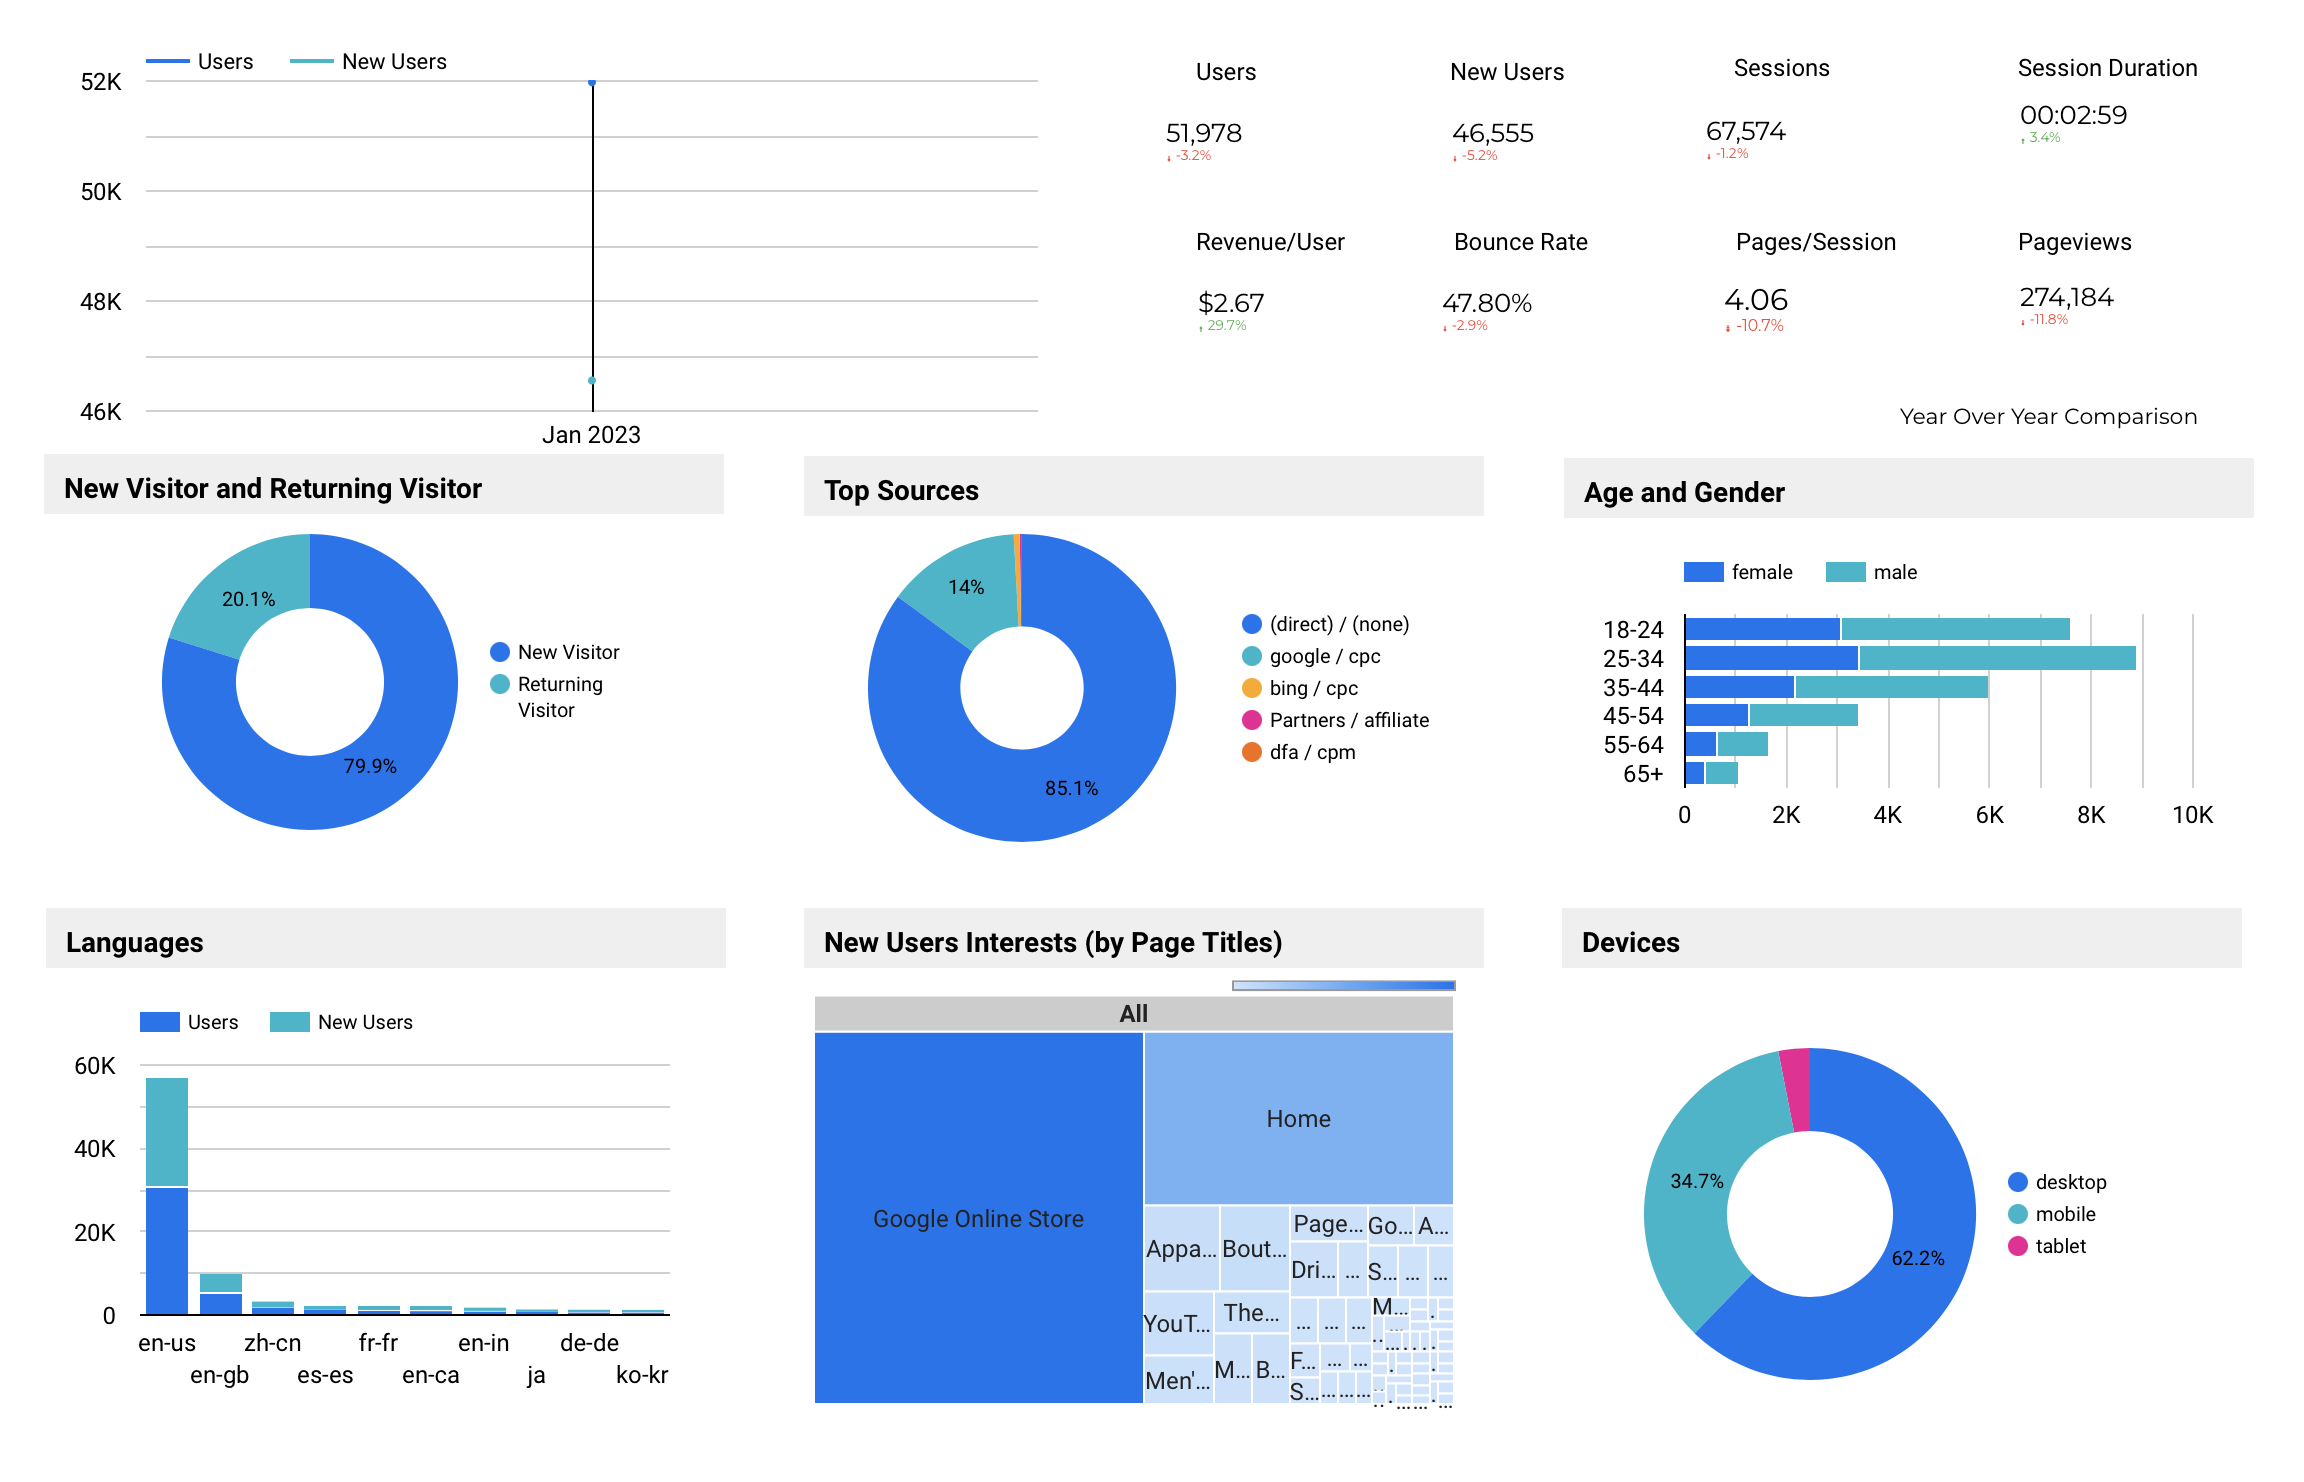 Users
New Users
52K
50K
48K
46K
Jan 2023
Users
New Users
Sessions
Session Duration
51,978
-3.2%
46,555
-5.2%
67,574
-1.2%
00:02:59
3.4%
Revenue/User
Bounce Rate
Pages/Session
Pageviews
$2.67
29.7%
47.80%
-2.9%
4.06
-10.7%
274,184
-11.8%
Year Over Year Comparison
New Visitor and Returning Visitor
20.1%
79.9%
New Visitor
Returning
Visitor
Top Sources
14%
85.1%
(direct) / (none)
google / cpc
bing / cpc
Partners / affiliate
dfa / cpm
Age and Gender
female
male
18-24
25-34
35-44
45-54
55-64
65+
0
2K
4K
6K
8K
10K
Languages
Users
New Users
60K
40K
20K
0
en-us
en-gb
zh-cn
es-es
fr-fr
en-ca
en-in
ja
de-de
ko-kr
New Users Interests (by Page Titles)
All
Google Online Store
Home
Appa...
Bout...
Page...
Go...
A...
Dri...
...
S...
...
...
YouT...
The...
...
...
...
M...
Men'...
M...
B...
F...
...
...
S...
...
...
...
Devices
34.7%
62.2%
desktop
mobile
tablet